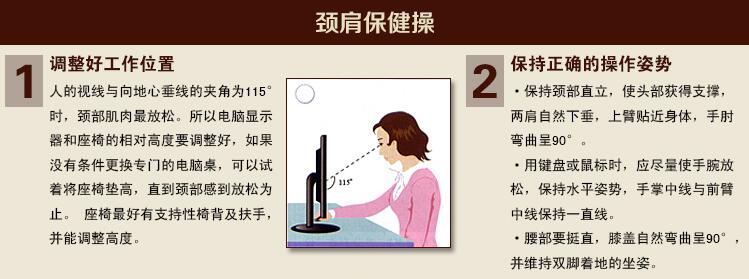 颈肩保健操
1 调整好工作位置
人的视线与向地心垂线的夹角为115°
时，颈部肌肉最放松。所以电脑显示
器和座椅的相对高度要调整好，如果
没有条件更换专门的电脑桌，可以试
着将座椅垫高，直到颈部感到放松为
止。 座椅最好有支持性椅背及扶手，
并能调整高度。
115°
2 保持正确的操作姿势
·保持颈部直立，使头部获得支撑，
两肩自然下垂，上臂贴近身体，手肘
弯曲呈90°。
·用键盘或鼠标时，应尽量使手腕放
松，保持水平姿势，手掌中线与前臂
中线保持一直线。
·腰部要挺直，膝盖自然弯曲呈90°，
并维持双脚着地的坐姿。